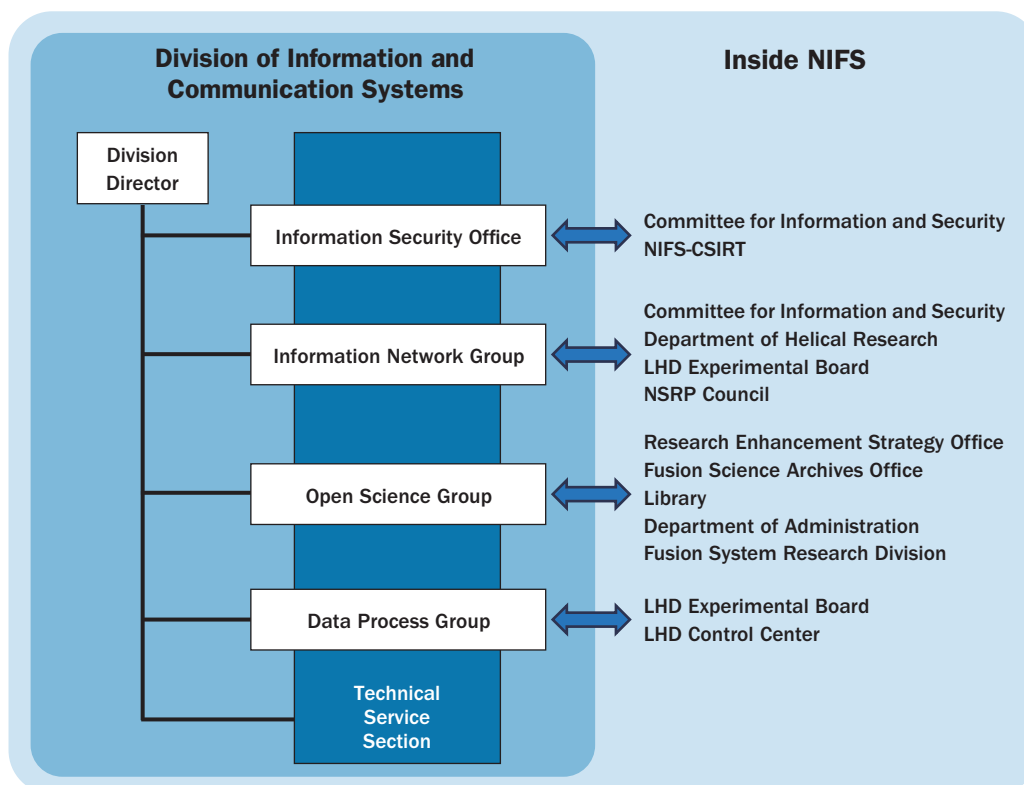 Division of Information and
Communication Systems
Inside NIFS
Division
Director
Information Security Office
Committee for Information and Security
NIFS-CSIRT
Information Network Group
Committee for Information and Security
Department of Helical Research
LHD Experimental Board
NSRP Council
Open Science Group
Research Enhancement Strategy Office
Fusion Science Archives Office
Library
Department of Administration
Fusion System Research Division
Data Process Group
LHD Experimental Board
LHD Control Center
Technical
Service
Section